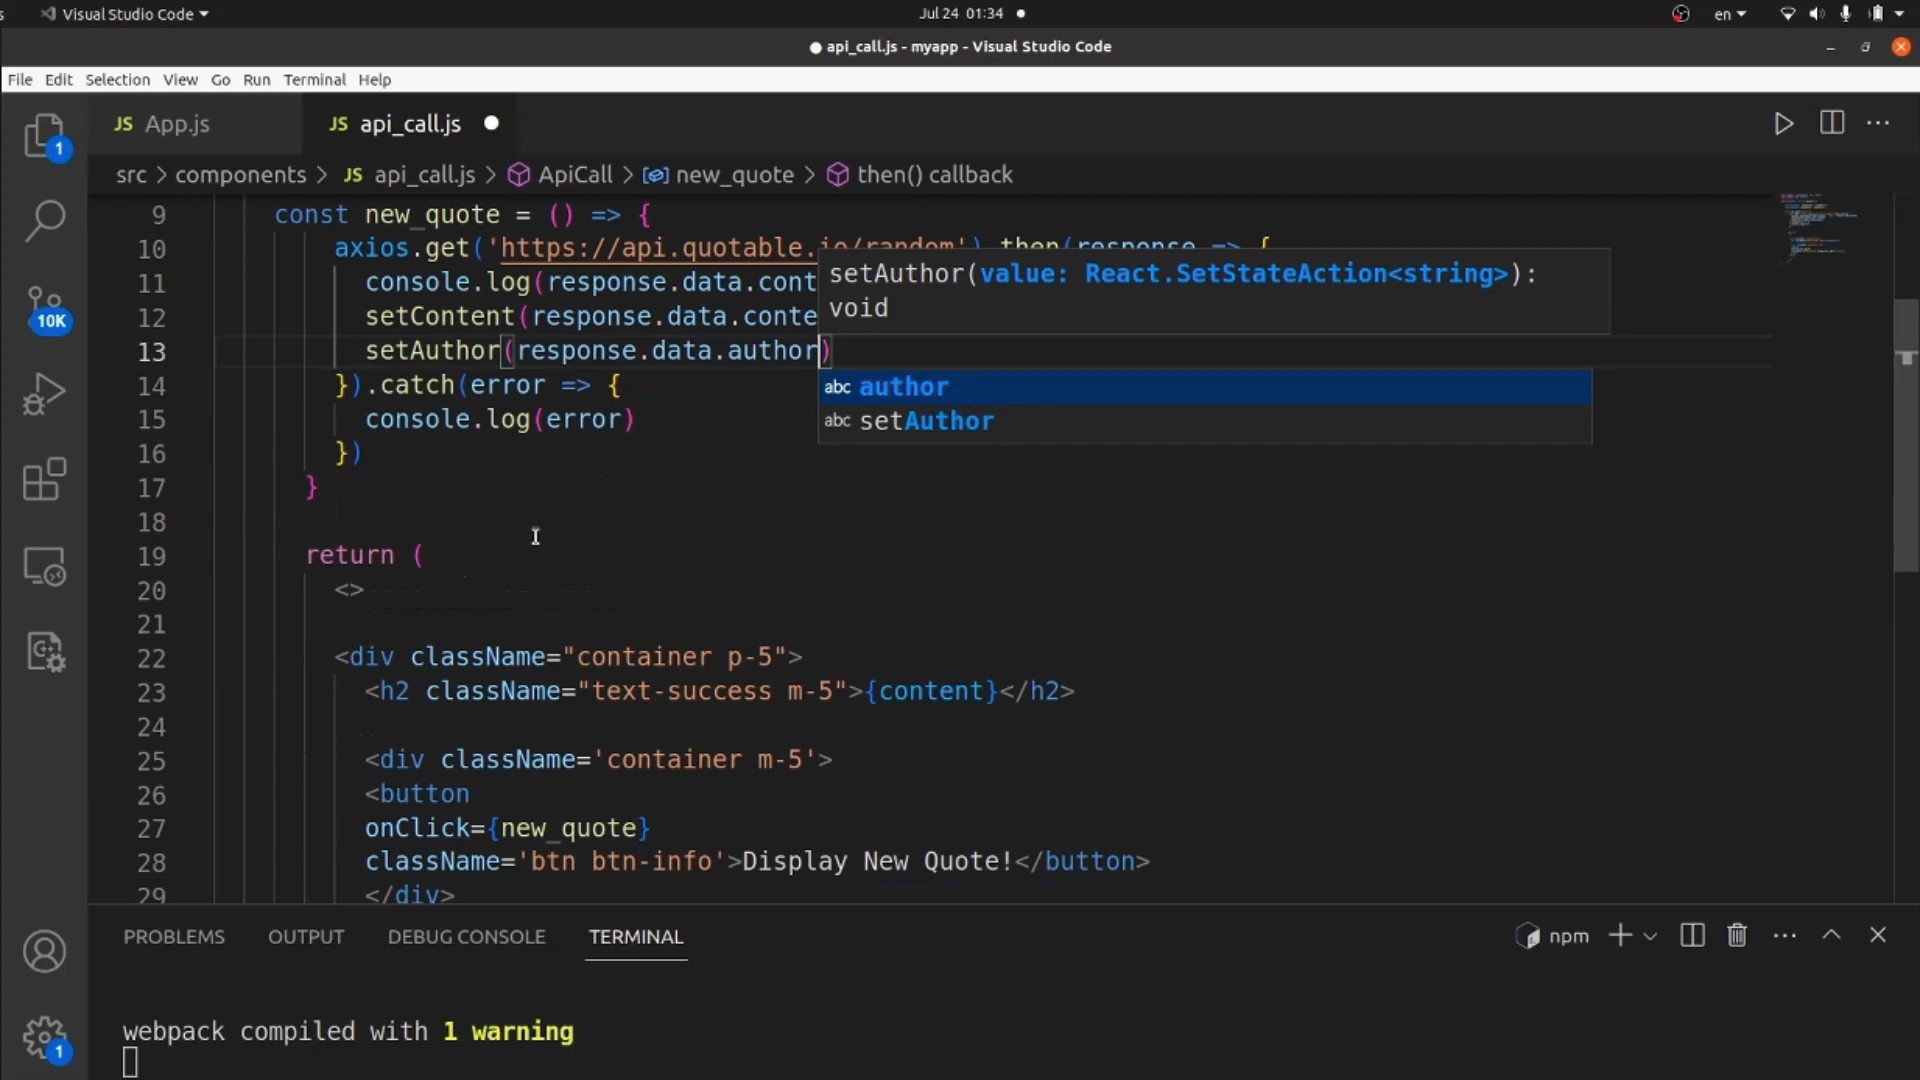 s Visual Studio Code Jul 24 01:34 en
api_call.js - myapp - Visual Studio Code
File Edit Selection View Go Run Terminal Help
JS App.js JS api_call.js
1
src > components > JS api_call.js > ApiCall > new_quote > then() callback
9 const new_quote = () => {
10 axios.get('https://api.quotable.io/random').then(response => {
11 console.log(response.data.cont
12 setContent(response.data.conte
13 setAuthor(response.data.author)
14 }).catch(error => {
15 console.log(error)
16 })
17 }
18
19 return (
20 <>
21
22 <div className="container p-5">
23 <h2 className="text-success m-5">{content}</h2>
24
25 <div className='container m-5'>
26 <button
27 onClick={new_quote}
28 className='btn btn-info'>Display New Quote!</button>
29 </div>
setAuthor(value: React.SetStateAction<string>):
void
abc author
abc setAuthor
10K
1
PROBLEMS OUTPUT DEBUG CONSOLE TERMINAL npm
webpack compiled with 1 warning